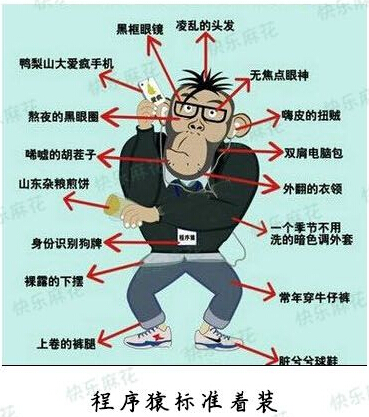 凌乱的头发
黑框眼镜
鸭梨山大爱疯手机
无焦点眼神
熬夜的黑眼圈
嗨皮的扭贼
唏嘘的胡茬子
双肩电脑包
山东杂粮煎饼
外翻的衣领
一个季节不用
洗的暗色调外套
身份识别狗牌
程序猿
裸露的下摆
常年穿牛仔裤
上卷的裤腿
脏兮兮球鞋
快乐麻花
快乐麻花
快乐麻花
程序猿标准着装